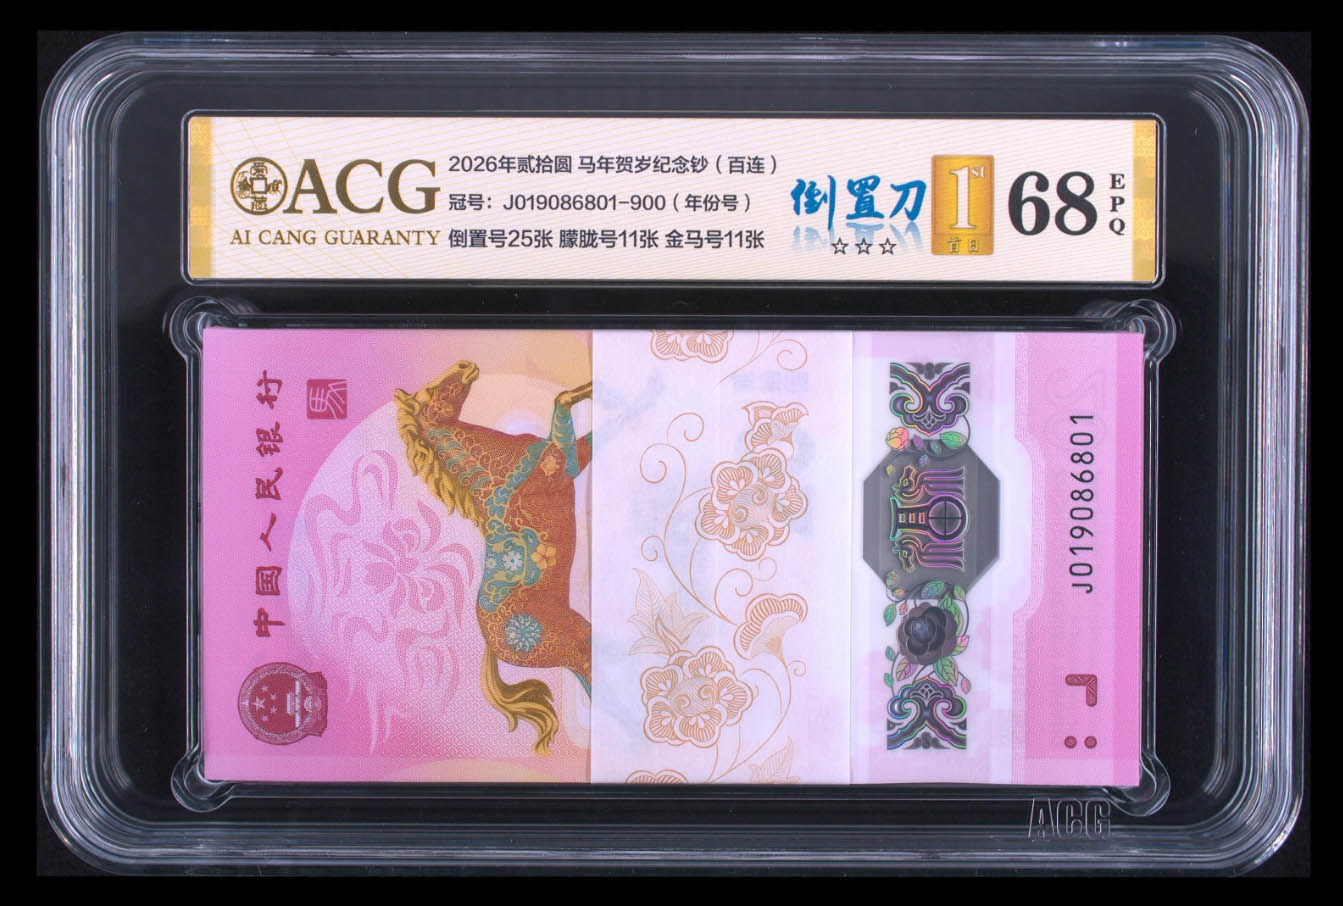 ACG
AI CANG GUARANTY
2026年贰拾圆 马年贺岁纪念钞（百连）
冠号：J019086801-900（年份号）
倒置号25张 朦胧号11张 金马号11张
倒置刀
☆☆☆
1st
首日
68
EPQ
中国人民银行
J019086801
ACG